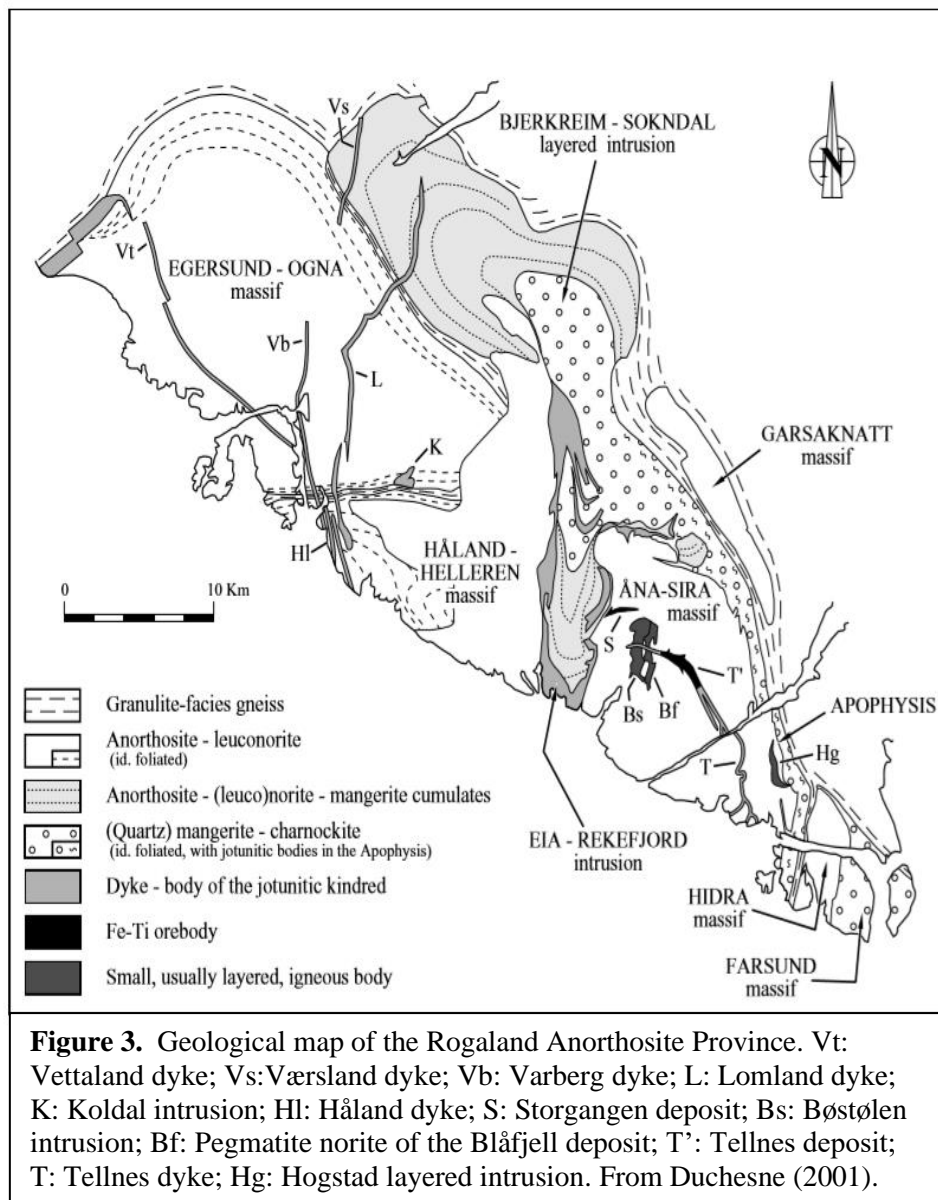 Vs
BJERKREIM - SOKNDAL
layered intrusion
N
Vt
EGERSUND - OGNA
massif
Vb
L
GARSAKNATT
massif
K
Hl
HÅLAND -
HELLEREN
massif
0 10 Km
ÅNA-SIRA
massif
S
T'
Bs
Bf
APOPHYSIS
Hg
T
EIA - REKEFJORD
intrusion
HIDRA
massif
FARSUND
massif
Granulite-facies gneiss
Anorthosite - leuconorite
(id. foliated)
Anorthosite - (leuco)norite - mangerite cumulates
(Quartz) mangerite - charnockite
(id. foliated, with jotunitic bodies in the Apophysis)
Dyke - body of the jotunitic kindred
Fe-Ti orebody
Small, usually layered, igneous body
Figure 3. Geological map of the Rogaland Anorthosite Province. Vt:
Vettaland dyke; Vs:Værsland dyke; Vb: Varberg dyke; L: Lomland dyke;
K: Koldal intrusion; Hl: Håland dyke; S: Storgangen deposit; Bs: Bøstølen
intrusion; Bf: Pegmatite norite of the Blåfjell deposit; T’: Tellnes deposit;
T: Tellnes dyke; Hg: Hogstad layered intrusion. From Duchesne (2001).